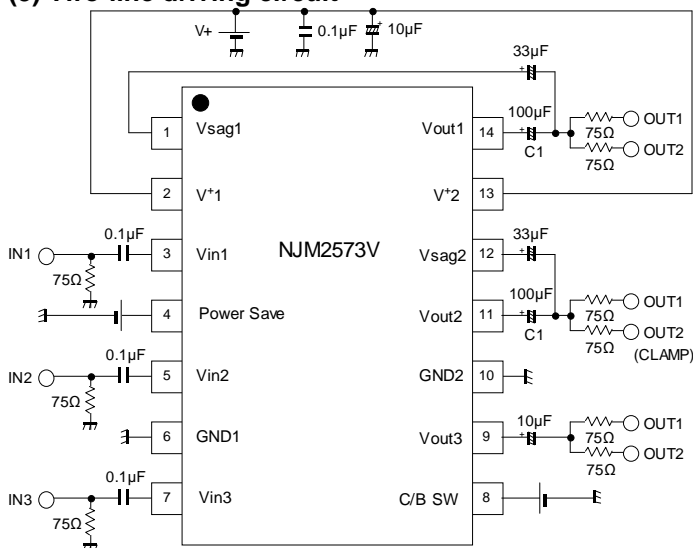 driving circuit
V+
0.1µF
10µF
33µF
100µF
1
Vsag1
Vout1
14
C1
75Ω
OUT1
75Ω
OUT2
2
V+1
V+2
13
IN1
0.1µF
75Ω
3
Vin1
NJM2573V
Vsag2
12
33µF
4
Power Save
Vout2
11
100µF
C1
75Ω
OUT1
75Ω
OUT2
(CLAMP)
IN2
0.1µF
75Ω
5
Vin2
GND2
10
6
GND1
Vout3
9
10µF
75Ω
OUT1
75Ω
OUT2
IN3
0.1µF
75Ω
7
Vin3
C/B SW
8